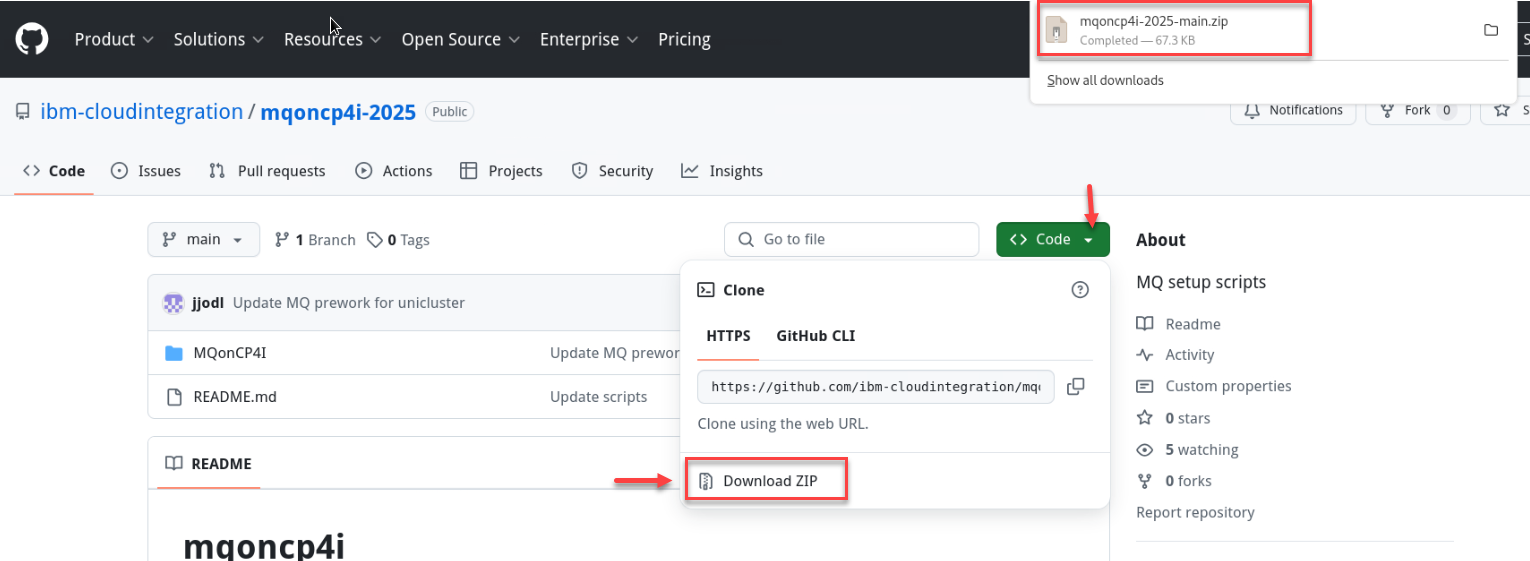 Product Solutions Resources Open Source Enterprise Pricing
mqoncp4i-2025-main.zip
Completed — 67.3 KB
Show all downloads
ibm-cloudintegration / mqoncp4i-2025 Public
Notifications Fork 0 S
Code Issues Pull requests Actions Projects Security Insights
main 1 Branch 0 Tags Go to file Code
jjodl Update MQ prework for unicluster
MQonCP4I Update MQ prewor
README.md Update scripts
README
mqoncp4i
Clone
HTTPS GitHub CLI
https://github.com/ibm-cloudintegration/mq
Clone using the web URL.
Download ZIP
About
MQ setup scripts
Readme
Activity
Custom properties
0 stars
5 watching
0 forks
Report repository